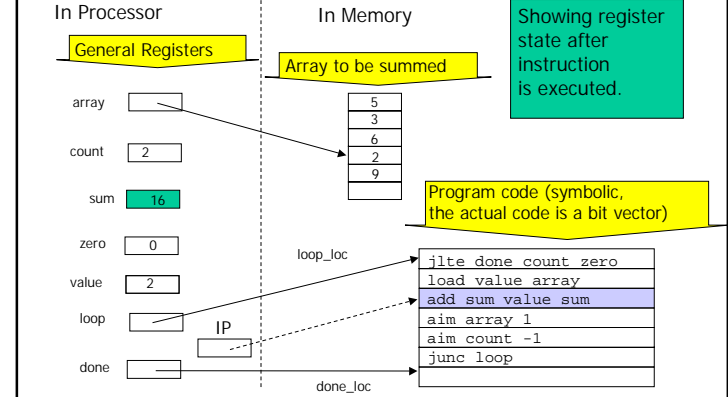 In Processor
In Memory
Showing register
state after
instruction
is executed.
General Registers
Array to be summed
array
5
3
6
2
9
count
2
sum
16
Program code (symbolic,
the actual code is a bit vector)
zero
0
loop_loc
jlte done count zero
load value array
add sum value sum
aim array 1
aim count -1
junc loop
value
2
loop
IP
done
done_loc